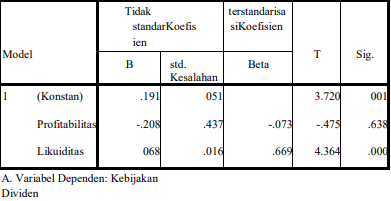 Model
Tidak standarKoefis ien
terstandarisa siKoefisien
T
Sig.
B
std. Kesalahan
Beta
1 (Konstan) .191 051 3.720 001
Profitabilitas -.208 .437 -.073 -.475 .638
Likuiditas 068 .016 .669 4.364 .000
A. Variabel Dependen: Kebijakan
Dividen